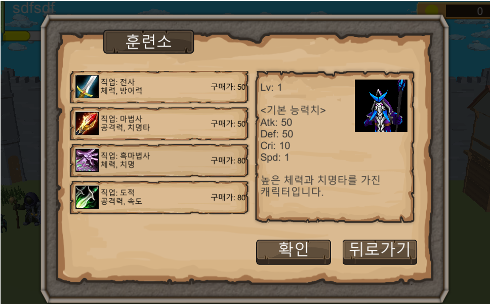 sdfsdf
0
훈련소
직업: 전사
체력, 방어력
구매가: 50
직업: 마법사
공격력, 치명타
구매가: 50
직업: 흑마법사
체력, 치명
구매가: 80
직업: 도적
공격력, 속도
구매가: 80
Lv: 1
<기본 능력치>
Atk: 50
Def: 50
Cri: 10
Spd: 1
높은 체력과 치명타를 가진
캐릭터입니다.
확인
뒤로가기